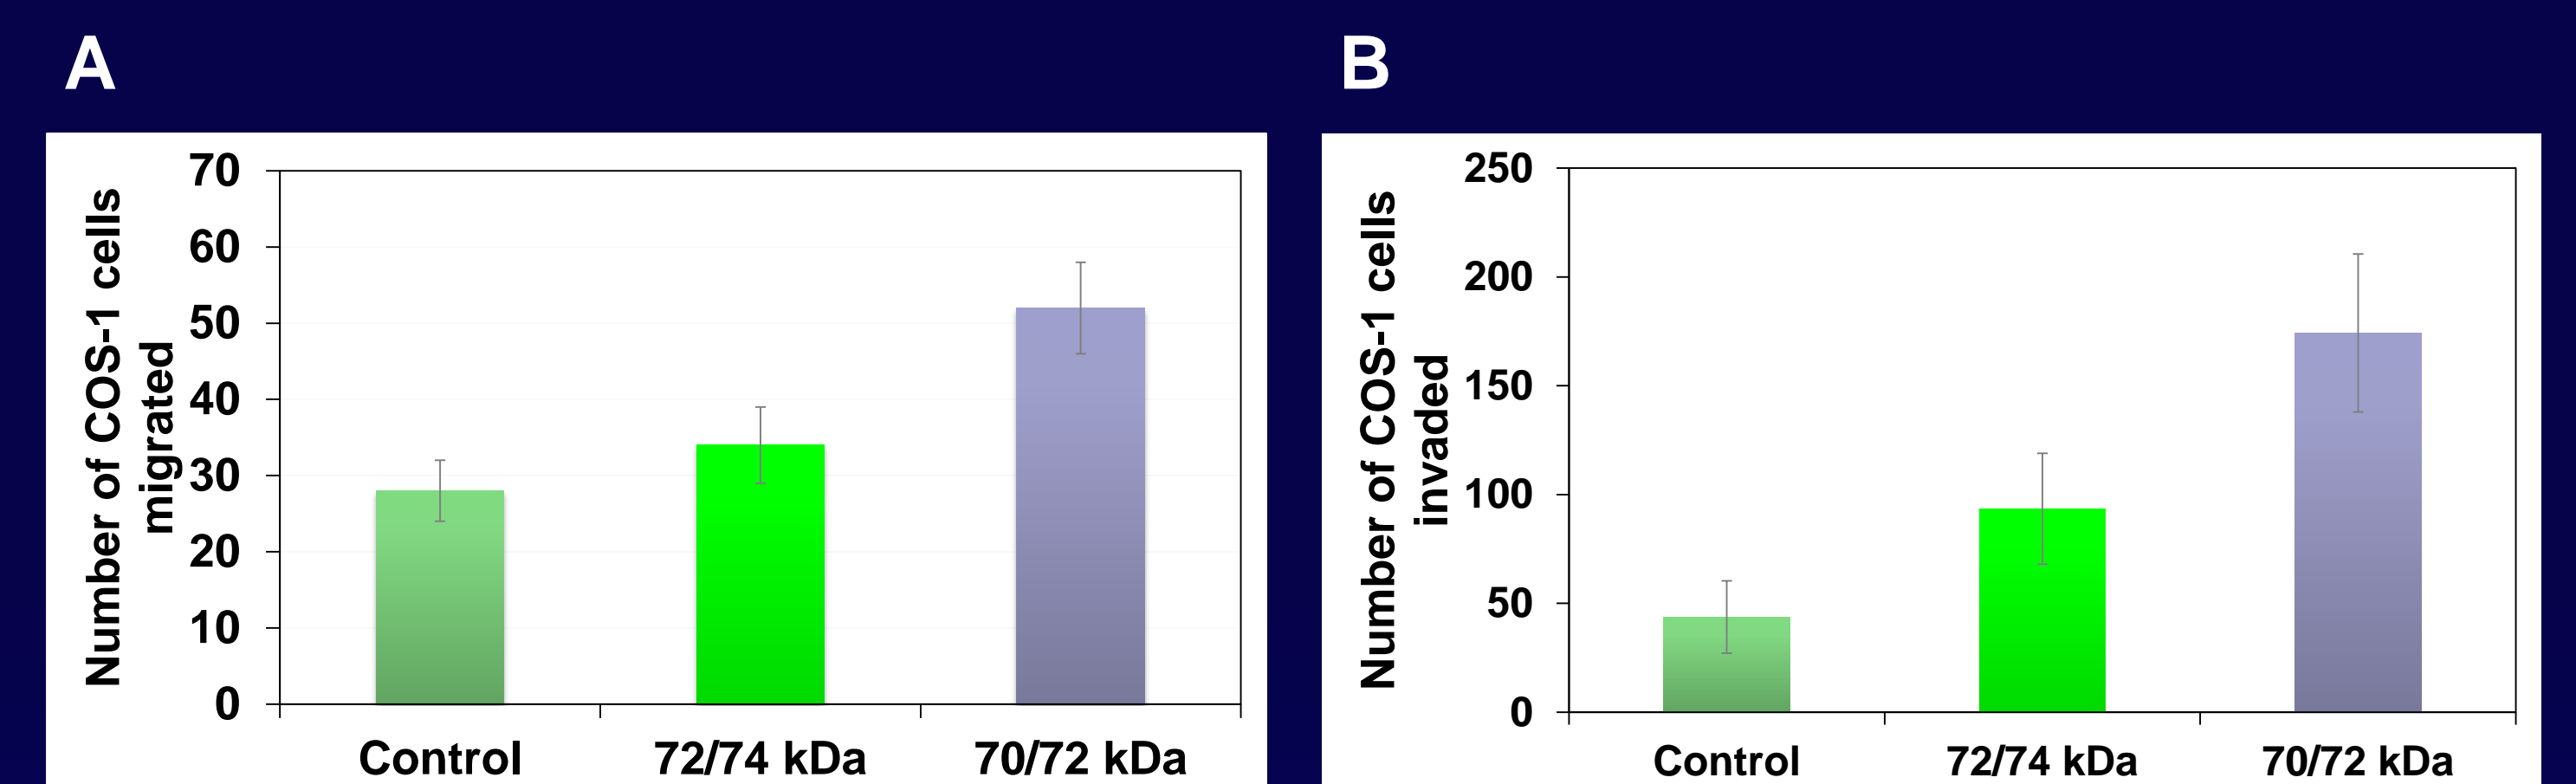 A
Number of COS-1 cells
migrated
70
60
50
40
30
20
10
0
Control
72/74 kDa
70/72 kDa
B
Number of COS-1 cells
invaded
250
200
150
100
50
0
Control
72/74 kDa
70/72 kDa